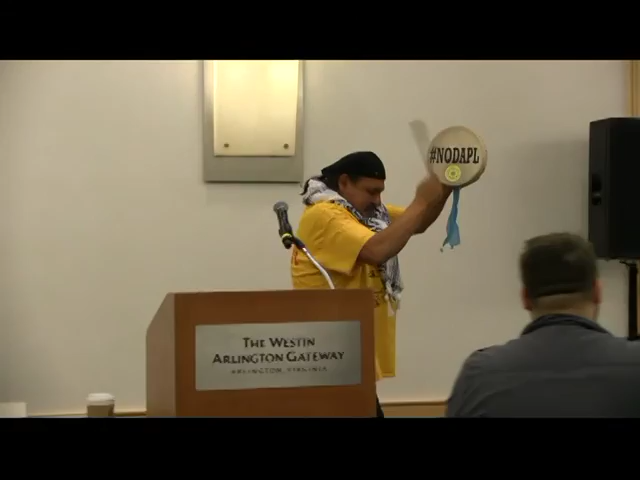 #NODAPL
THE WESTIN
ARLINGTON GATEWAY
ARLINGTON, VIRGINIA